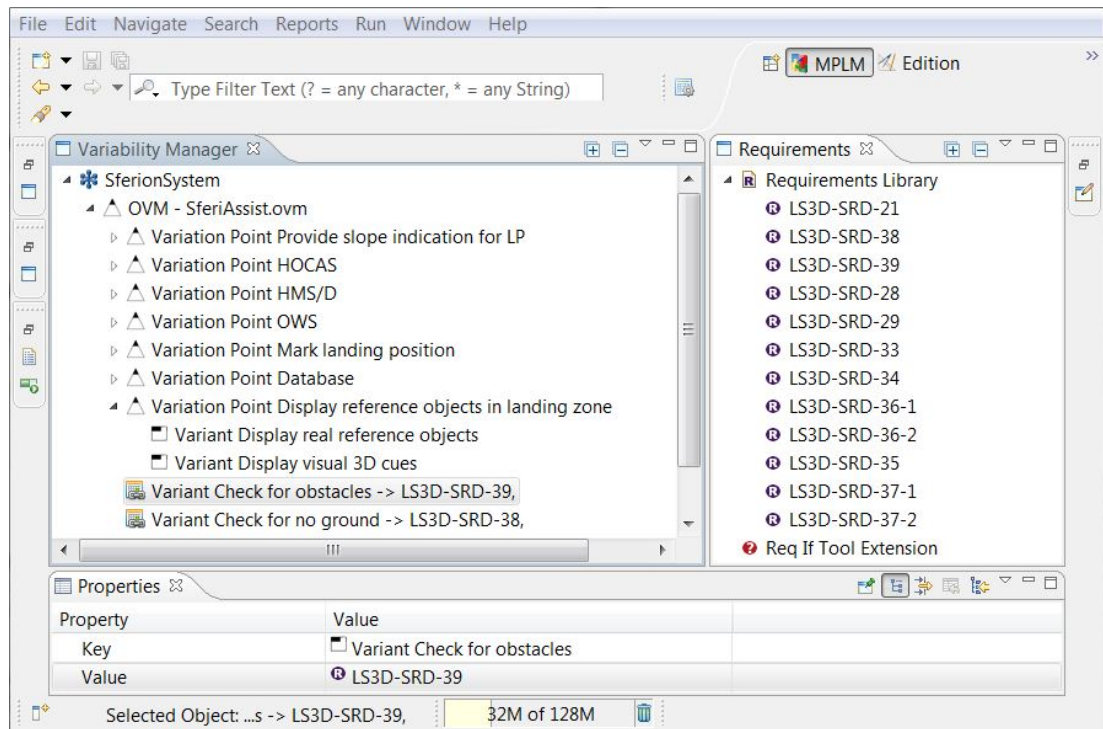 File Edit Navigate Search Reports Run Window Help
MPLM Edition
Type Filter Text (? = any character, * = any String)
Variability Manager
SferionSystem
OVM - SferiAssist.ovm
Variation Point Provide slope indication for LP
Variation Point HOCAS
Variation Point HMS/D
Variation Point OWS
Variation Point Mark landing position
Variation Point Database
Variation Point Display reference objects in landing zone
Variant Display real reference objects
Variant Display visual 3D cues
Variant Check for obstacles -> LS3D-SRD-39,
Variant Check for no ground -> LS3D-SRD-38,
Requirements
Requirements Library
LS3D-SRD-21
LS3D-SRD-38
LS3D-SRD-39
LS3D-SRD-28
LS3D-SRD-29
LS3D-SRD-33
LS3D-SRD-34
LS3D-SRD-36-1
LS3D-SRD-36-2
LS3D-SRD-35
LS3D-SRD-37-1
LS3D-SRD-37-2
Req If Tool Extension
Properties
Property Value
Key Variant Check for obstacles
Value LS3D-SRD-39
Selected Object: ...s -> LS3D-SRD-39, 32M of 128M